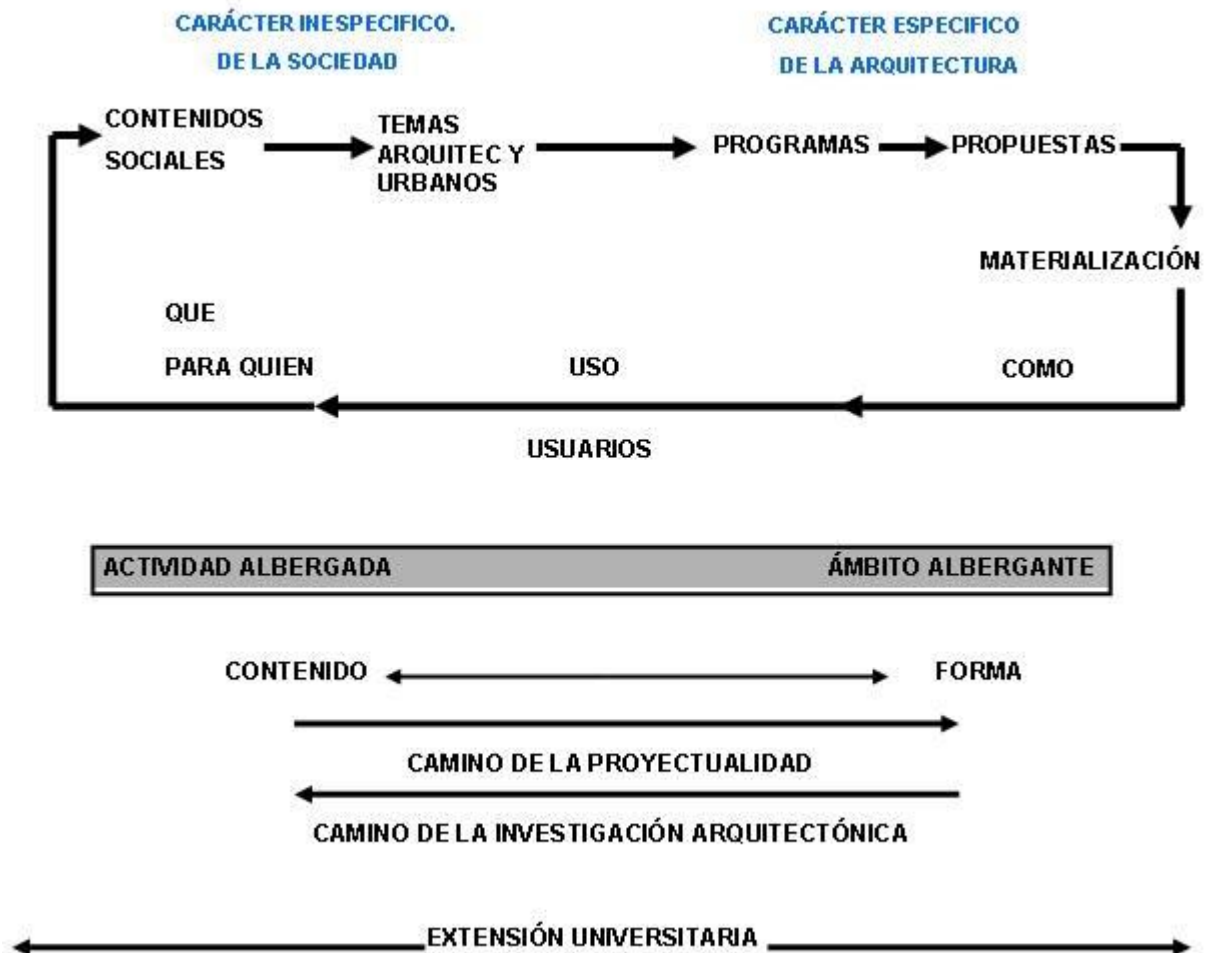 CARÁCTER INESPECIFICO.
DE LA SOCIEDAD
CARÁCTER ESPECIFICO
DE LA ARQUITECTURA
CONTENIDOS
SOCIALES
TEMAS
ARQUITEC Y
URBANOS
PROGRAMAS
PROPUESTAS
MATERIALIZACIÓN
QUE
PARA QUIEN
USO
COMO
USUARIOS
ACTIVIDAD ALBERGADA
ÁMBITO ALBERGANTE
CONTENIDO
FORMA
CAMINO DE LA PROYECTUALIDAD
CAMINO DE LA INVESTIGACIÓN ARQUITECTÓNICA
EXTENSIÓN UNIVERSITARIA